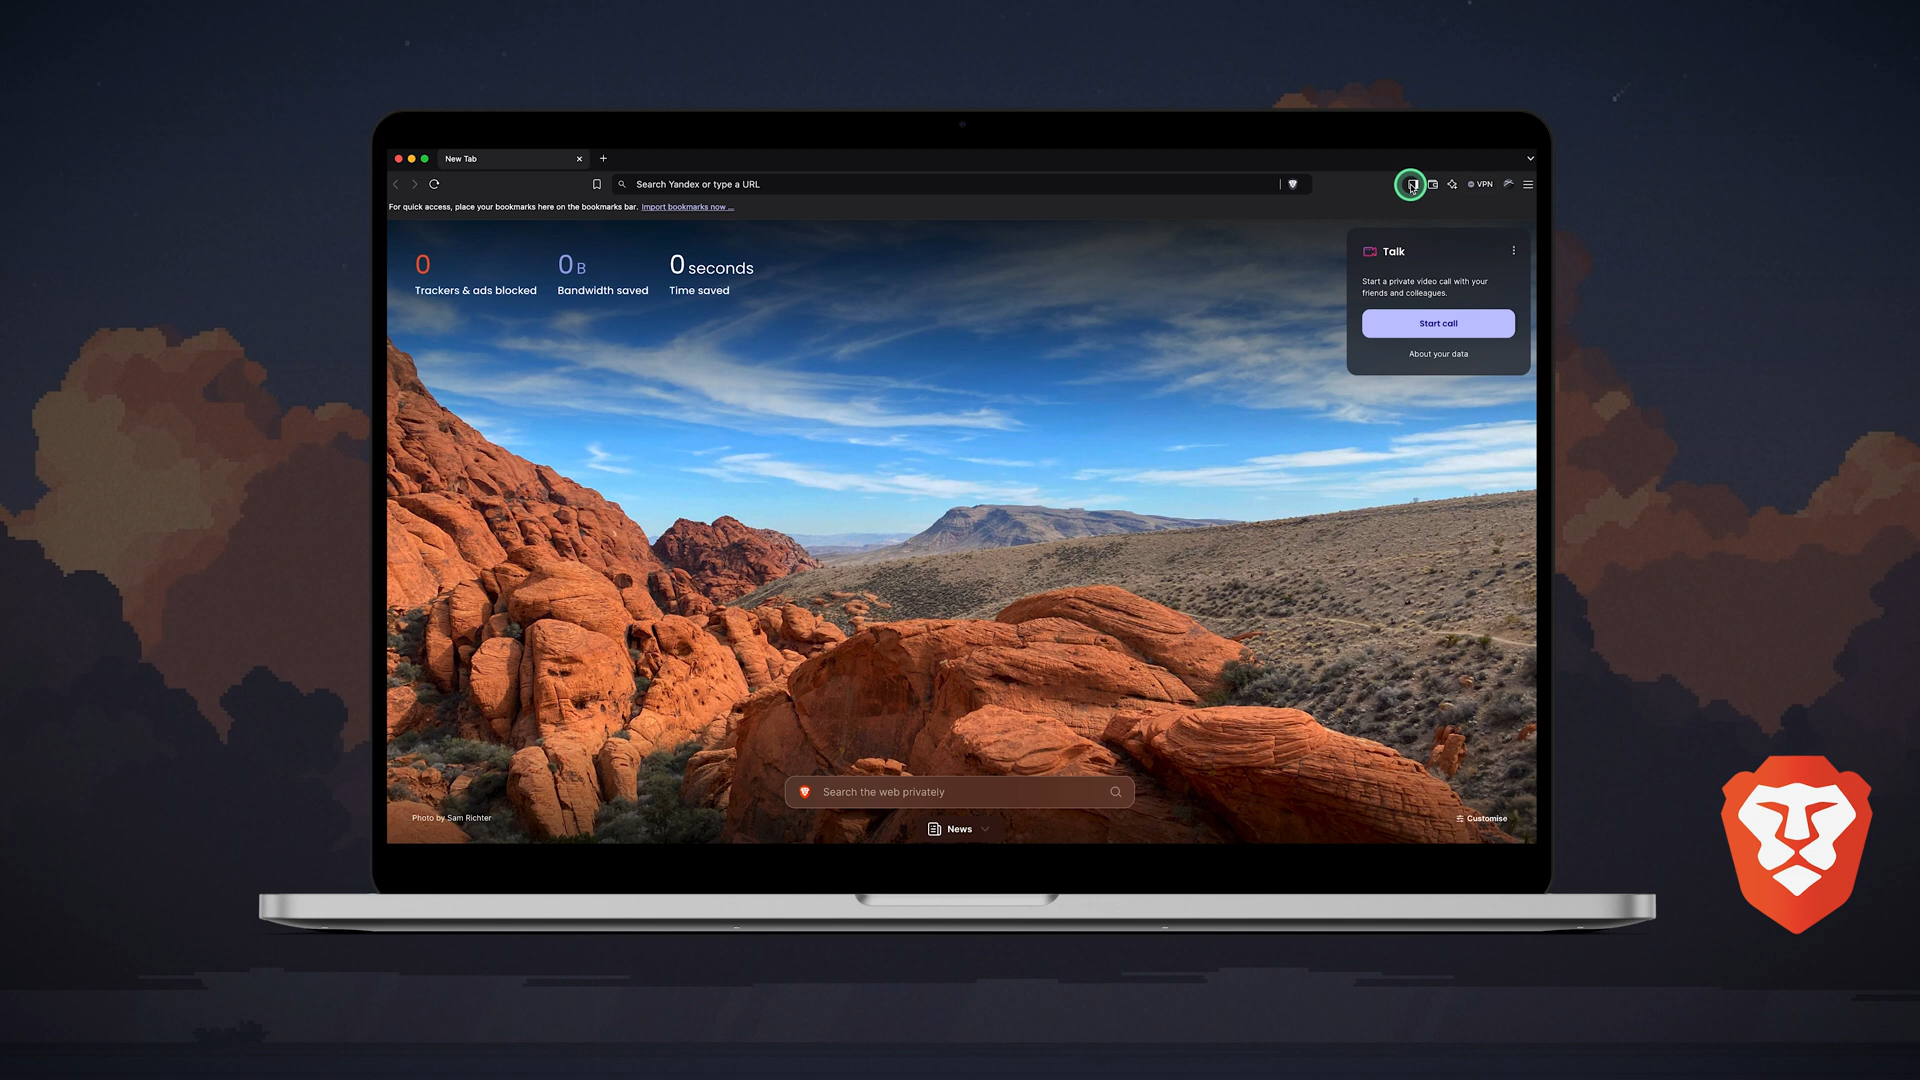 New Tab
Search Yandex or type a URL
VPN
For quick access, place your bookmarks here on the bookmarks bar. Import bookmarks now ...
0
Trackers & ads blocked
0 B
Bandwidth saved
0 seconds
Time saved
Talk
Start a private video call with your
friends and colleagues.
Start call
About your data
Search the web privately
Photo by Sam Richter
News
Customise